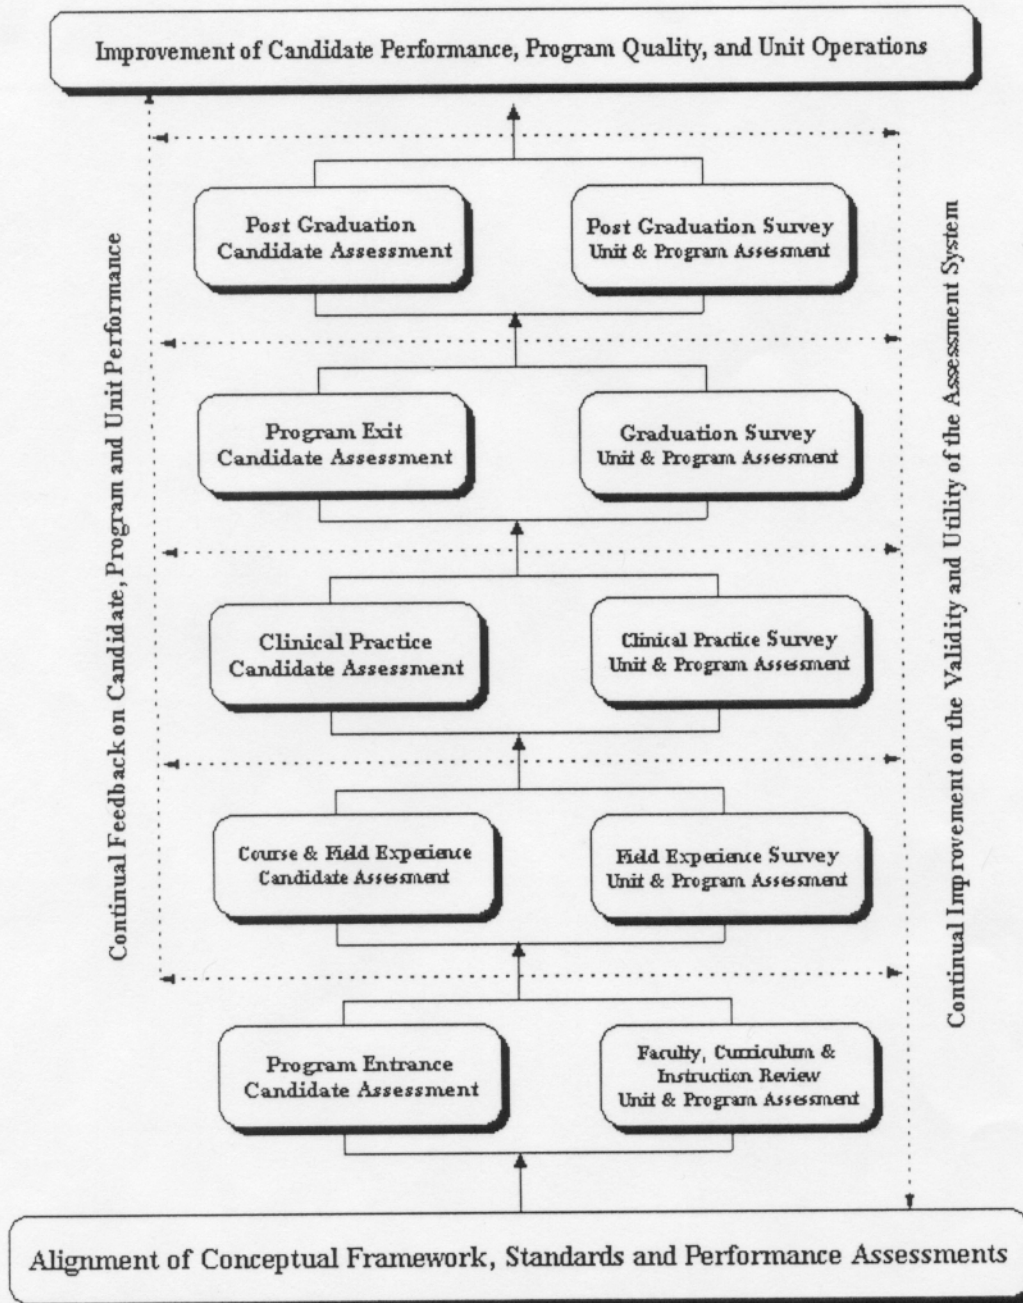 Improvement of Candidate Performance, Program Quality, and Unit Operations
Post Graduation
Candidate Assessment
Post Graduation Survey
Unit & Program Assessment
Program Exit
Candidate Assessment
Graduation Survey
Unit & Program Assessment
Clinical Practice
Candidate Assessment
Clinical Practice Survey
Unit & Program Assessment
Course & Field Experience
Candidate Assessment
Field Experience Survey
Unit & Program Assessment
Program Entrance
Candidate Assessment
Faculty, Curriculum &
Instruction Review
Unit & Program Assessment
Alignment of Conceptual Framework, Standards and Performance Assessments
Continual Feedback on Candidate, Program and Unit Performance
Continual Improvement on the Validity and Utility of the Assessment System